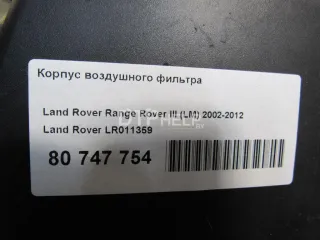 Корпус воздушного фильтра
Land Rover Range Rover III (LM) 2002-2012
Land Rover LR011359
80 747 754